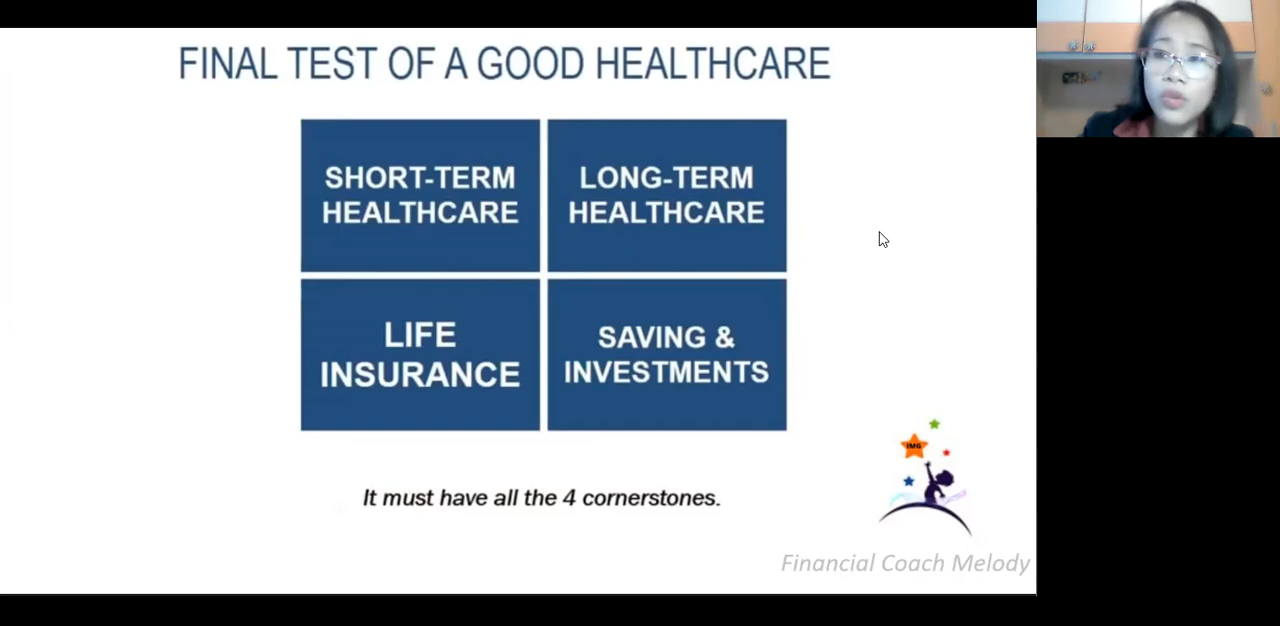 FINAL TEST OF A GOOD HEALTHCARE
SHORT-TERM
HEALTHCARE
LONG-TERM
HEALTHCARE
LIFE
INSURANCE
SAVING &
INVESTMENTS
It must have all the 4 cornerstones.
IMG
Financial Coach Melody